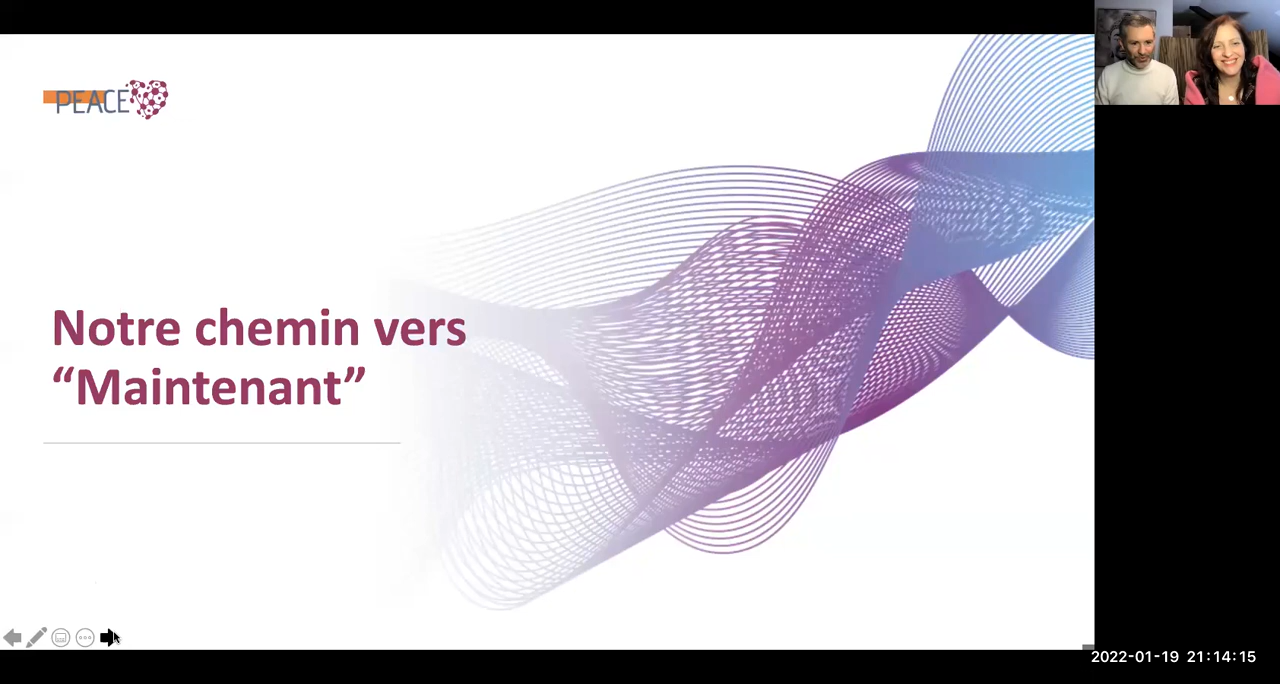 PEACE
Notre chemin vers
“Maintenant”
2022-01-19 21:14:15